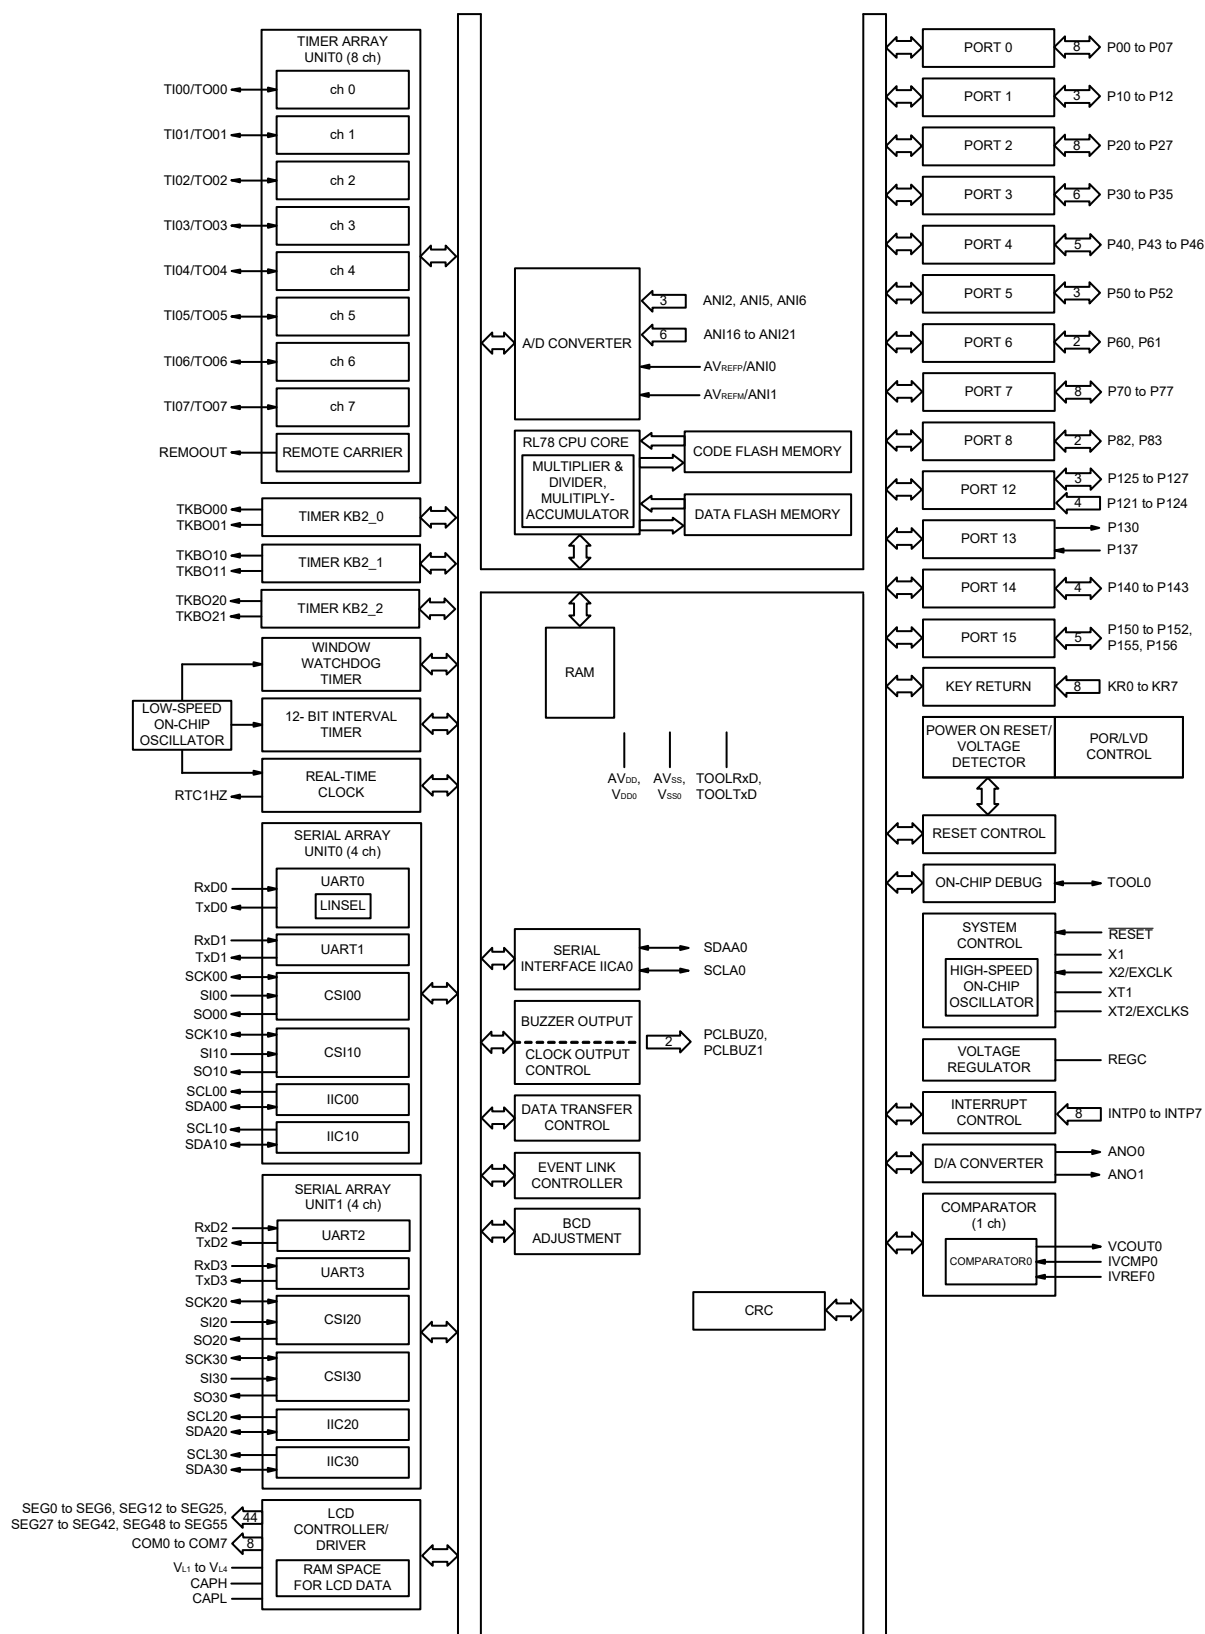 TIMER ARRAY
UNIT0 (8 ch)
TI00/TO00
ch 0
TI01/TO01
ch 1
TI02/TO02
ch 2
TI03/TO03
ch 3
TI04/TO04
ch 4
TI05/TO05
ch 5
TI06/TO06
ch 6
TI07/TO07
ch 7
REMOOUT
REMOTE CARRIER
TKBO00
TKBO01
TIMER KB2_0
TKBO10
TKBO11
TIMER KB2_1
TKBO20
TKBO21
TIMER KB2_2
WINDOW
WATCHDOG
TIMER
LOW-SPEED
ON-CHIP
OSCILLATOR
12- BIT INTERVAL
TIMER
REAL-TIME
CLOCK
RTC1HZ
SERIAL ARRAY
UNIT0 (4 ch)
UART0
LINSEL
RxD0
TxD0
RxD1
TxD1
UART1
SCK00
SI00
SO00
CSI00
SCK10
SI10
SO10
CSI10
SCL00
SDA00
IIC00
SCL10
SDA10
IIC10
SERIAL ARRAY
UNIT1 (4 ch)
RxD2
TxD2
UART2
RxD3
TxD3
UART3
SCK20
SI20
SO20
CSI20
SCK30
SI30
SO30
CSI30
SCL20
SDA20
IIC20
SCL30
SDA30
IIC30
SEG0 to SEG6, SEG12 to SEG25,
SEG27 to SEG42, SEG48 to SEG55
44
COM0 to COM7
8
VL1 to VL4
CAPH
CAPL
LCD
CONTROLLER/
DRIVER
RAM SPACE
FOR LCD DATA
A/D CONVERTER
3
ANI2, ANI5, ANI6
6
ANI16 to ANI21
AVREFP/ANI0
AVREFM/ANI1
RL78 CPU CORE
MULTIPLIER &
DIVIDER,
MULITIPLY-
ACCUMULATOR
CODE FLASH MEMORY
DATA FLASH MEMORY
RAM
AVDD,
VDD0
AVSS,
VSS0
TOOLRxD,
TOOLTxD
SERIAL
INTERFACE IICA0
SDAA0
SCLA0
BUZZER OUTPUT
CLOCK OUTPUT
CONTROL
2
PCLBUZ0,
PCLBUZ1
DATA TRANSFER
CONTROL
EVENT LINK
CONTROLLER
BCD
ADJUSTMENT
CRC
PORT 0
8
P00 to P07
PORT 1
3
P10 to P12
PORT 2
8
P20 to P27
PORT 3
6
P30 to P35
PORT 4
5
P40, P43 to P46
PORT 5
3
P50 to P52
PORT 6
2
P60, P61
PORT 7
8
P70 to P77
PORT 8
2
P82, P83
PORT 12
3
P125 to P127
4
P121 to P124
PORT 13
P130
P137
PORT 14
4
P140 to P143
PORT 15
5
P150 to P152,
P155, P156
KEY RETURN
8
KR0 to KR7
POWER ON RESET/
VOLTAGE
DETECTOR
POR/LVD
CONTROL
RESET CONTROL
ON-CHIP DEBUG
TOOL0
SYSTEM
CONTROL
HIGH-SPEED
ON-CHIP
OSCILLATOR
RESET
X1
X2/EXCLK
XT1
XT2/EXCLKS
VOLTAGE
REGULATOR
REGC
INTERRUPT
CONTROL
8
INTP0 to INTP7
D/A CONVERTER
ANO0
ANO1
COMPARATOR
(1 ch)
COMPARATOR0
VCOUT0
IVCMP0
IVREF0